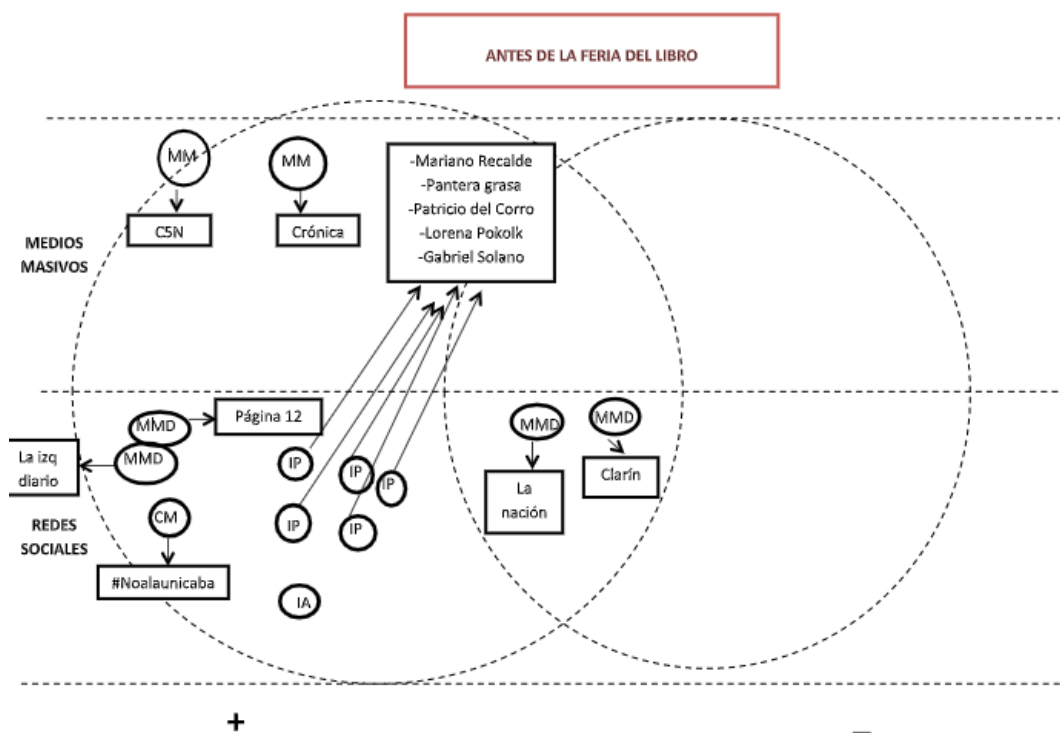 ANTES DE LA FERIA DEL LIBRO
MM
MM
C5N
Crónica
-Mariano Recalde
-Pantera grasa
-Patricio del Corro
-Lorena Pokolk
-Gabriel Solano
MEDIOS
MASIVOS
MMD
Página 12
MMD
La izq
diario
IP
IP
IP
IP
IP
MMD
MMD
La
nación
Clarín
REDES
SOCIALES
CM
#Noalaunicaba
IA
+
–